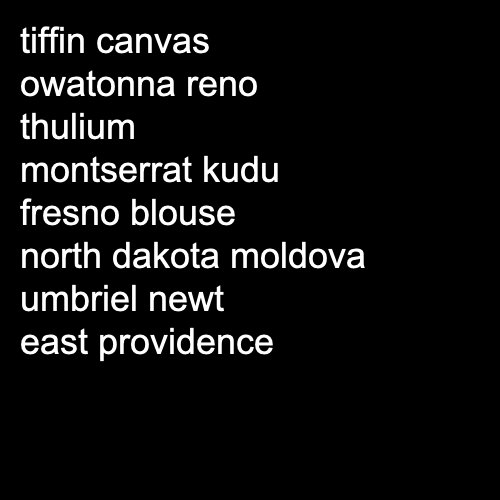 tiffin canvas
owatonna reno
thulium
montserrat kudu
fresno blouse
north dakota moldova
umbriel newt
east providence